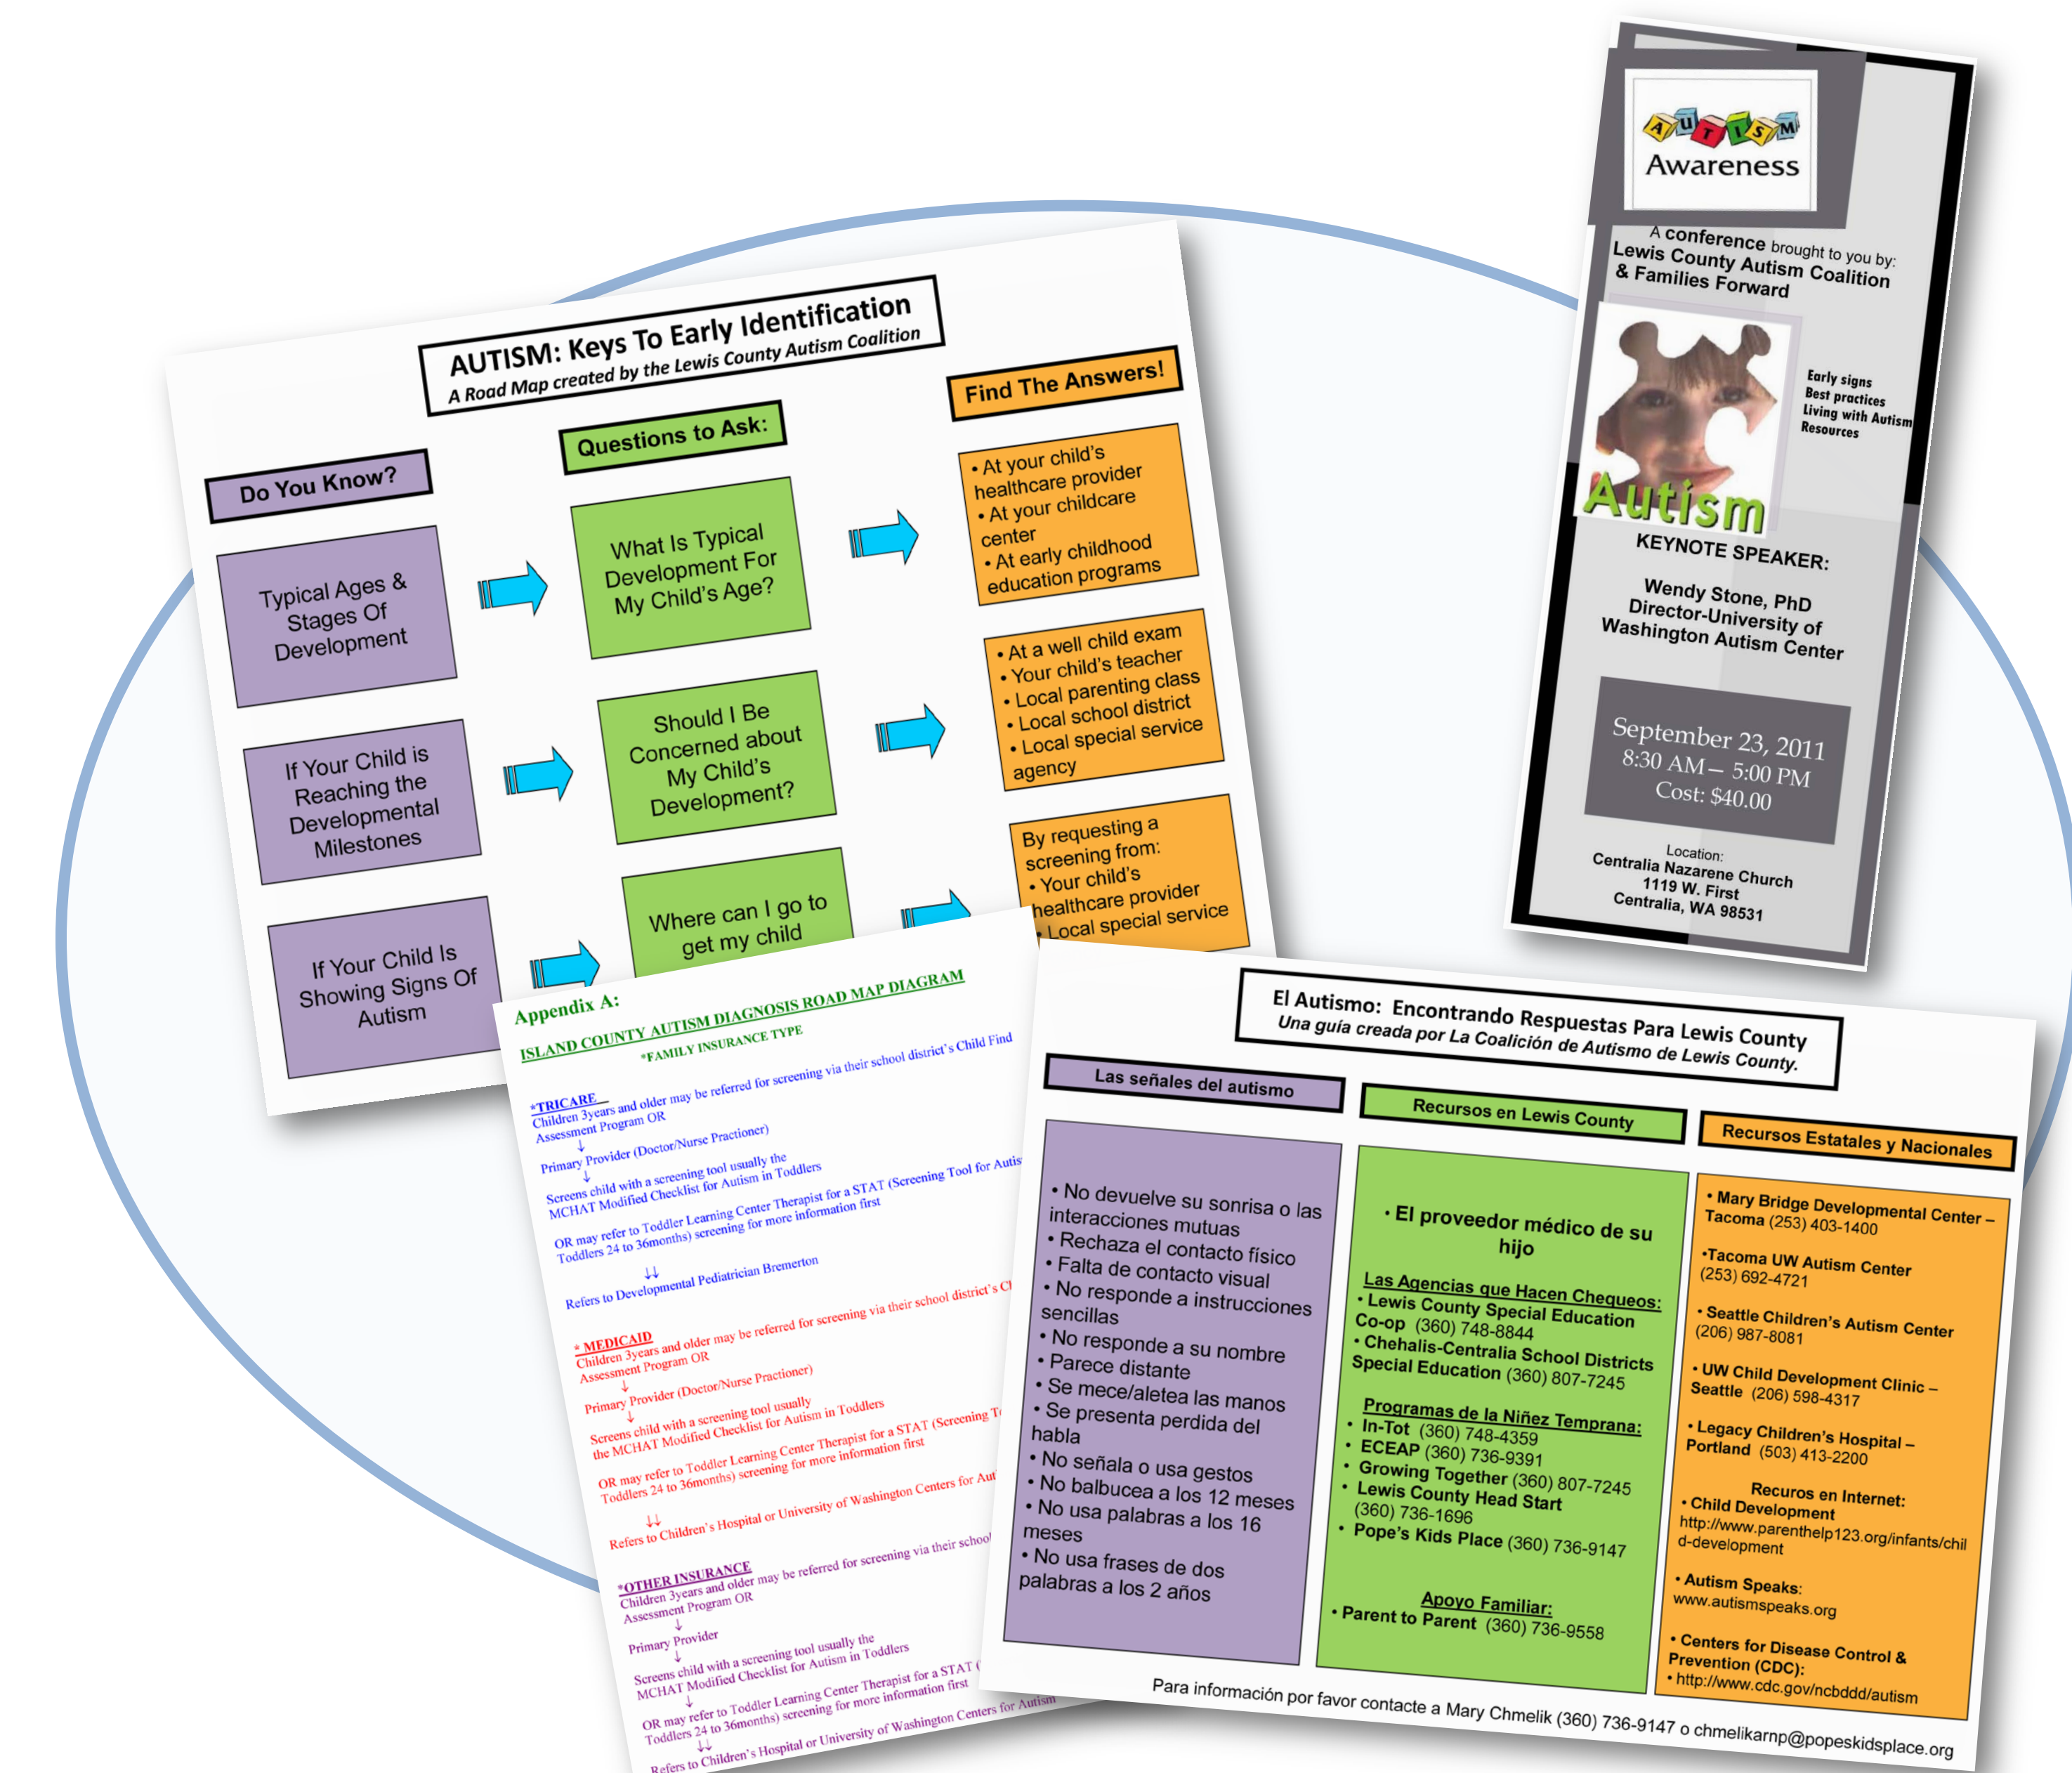 AUTISM: Keys To Early Identification
A Road Map created by the Lewis County Autism Coalition
Do You Know?
Questions to Ask:
Find The Answers!
Typical Ages &
Stages Of
Development
What Is Typical
Development For
My Child's Age?
• At your child's
healthcare provider
• At your childcare
center
• At early childhood
education programs
If Your Child is
Reaching the
Developmental
Milestones
Should I Be
Concerned about
My Child's
Development?
• At a well child exam
• Your child's teacher
• Local parenting class
• Local school district
• Local special service
agency
If Your Child Is
Showing Signs Of
Autism
Where can I go to
get my child
By requesting a
screening from:
• Your child's
healthcare provider
• Local special service
AUTISM
Awareness
A conference brought to you by:
Lewis County Autism Coalition
& Families Forward
Early signs
Best practices
Living with Autism
Resources
Autism
KEYNOTE SPEAKER:
Wendy Stone, PhD
Director-University of
Washington Autism Center
September 23, 2011
8:30 AM— 5:00 PM
Cost: $40.00
Location:
Centralia Nazarene Church
1119 W. First
Centralia, WA 98531
Appendix A:
ISLAND COUNTY AUTISM DIAGNOSIS ROAD MAP DIAGRAM
*FAMILY INSURANCE TYPE
*TRICARE
Children 3years and older may be referred for screening via their school district's Child Find
Assessment Program OR
↓
Primary Provider (Doctor/Nurse Practioner)
↓
Screens child with a screening tool usually the
MCHAT Modified Checklist for Autism in Toddlers
OR may refer to Toddler Learning Center Therapist for a STAT (Screening Tool for Autis
Toddlers 24 to 36months) screening for more information first
↓↓
Refers to Developmental Pediatrician Bremerton
* MEDICAID
Children 3years and older may be referred for screening via their school district's C
Assessment Program OR
↓
Primary Provider (Doctor/Nurse Practioner)
↓
Screens child with a screening tool usually
the MCHAT Modified Checklist for Autism in Toddlers
OR may refer to Toddler Learning Center Therapist for a STAT (Screening T
Toddlers 24 to 36months) screening for more information first
↓↓
Refers to Children's Hospital or University of Washington Centers for Aut
*OTHER INSURANCE
Children 3years and older may be referred for screening via their school
Assessment Program OR
↓
Primary Provider
↓
Screens child with a screening tool usually the
MCHAT Modified Checklist for Autism in Toddlers
↓
OR may refer to Toddler Learning Center Therapist for a STAT (
Toddlers 24 to 36months) screening for more information first
↓↓
Refers to Children's Hospital or University of Washington Centers for Autism
El Autismo: Encontrando Respuestas Para Lewis County
Una guía creada por La Coalición de Autismo de Lewis County.
Las señales del autismo
• No devuelve su sonrisa o las
interacciones mutuas
• Rechaza el contacto físico
• Falta de contacto visual
• No responde a instrucciones
sencillas
• No responde a su nombre
• Parece distante
• Se mece/aletea las manos
• Se presenta perdida del
habla
• No señala o usa gestos
• No balbucea a los 12 meses
• No usa palabras a los 16
meses
• No usa frases de dos
palabras a los 2 años
Recursos en Lewis County
• El proveedor médico de su
hijo
Las Agencias que Hacen Chequeos:
• Lewis County Special Education
Co-op (360) 748-8844
• Chehalis-Centralia School Districts
Special Education (360) 807-7245
Programas de la Niñez Temprana:
• In-Tot (360) 748-4359
• ECEAP (360) 736-9391
• Growing Together (360) 807-7245
• Lewis County Head Start
(360) 736-1696
• Pope's Kids Place (360) 736-9147
Apoyo Familiar:
• Parent to Parent (360) 736-9558
Recursos Estatales y Nacionales
• Mary Bridge Developmental Center –
Tacoma (253) 403-1400
•Tacoma UW Autism Center
(253) 692-4721
• Seattle Children's Autism Center
(206) 987-8081
• UW Child Development Clinic –
Seattle (206) 598-4317
• Legacy Children's Hospital –
Portland (503) 413-2200
Recuros en Internet:
• Child Development
http://www.parenthelp123.org/infants/chil
d-development
• Autism Speaks:
www.autismspeaks.org
• Centers for Disease Control &
Prevention (CDC):
• http://www.cdc.gov/ncbddd/autism
Para información por favor contacte a Mary Chmelik (360) 736-9147 o chmelikarnp@popeskidsplace.org